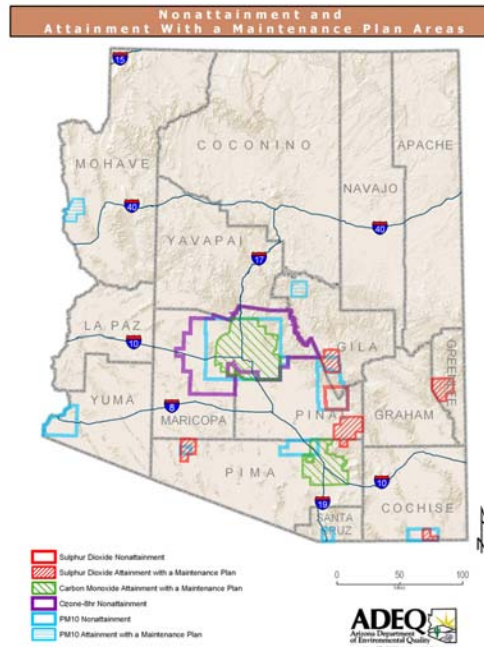 Nonattainment and
Attainment With a Maintenance Plan Areas
15
COCONINO
APACHE
MOHAVE
NAVAJO
40
40
YAVAPAI
17
LA PAZ
GILA
10
GREENLEE
YUMA
8
PINAL
GRAHAM
MARICOPA
PIMA
10
COCHISE
19
SANTA
CRUZ
Sulphur Dioxide Nonattainment
Sulphur Dioxide Attainment with a Maintenance Plan
Carbon Monoxide Attainment with a Maintenance Plan
Ozone-8hr Nonattainment
PM10 Nonattainment
PM10 Attainment with a Maintenance Plan
0 50 100
ADEQ
Arizona Department
of Environmental Quality